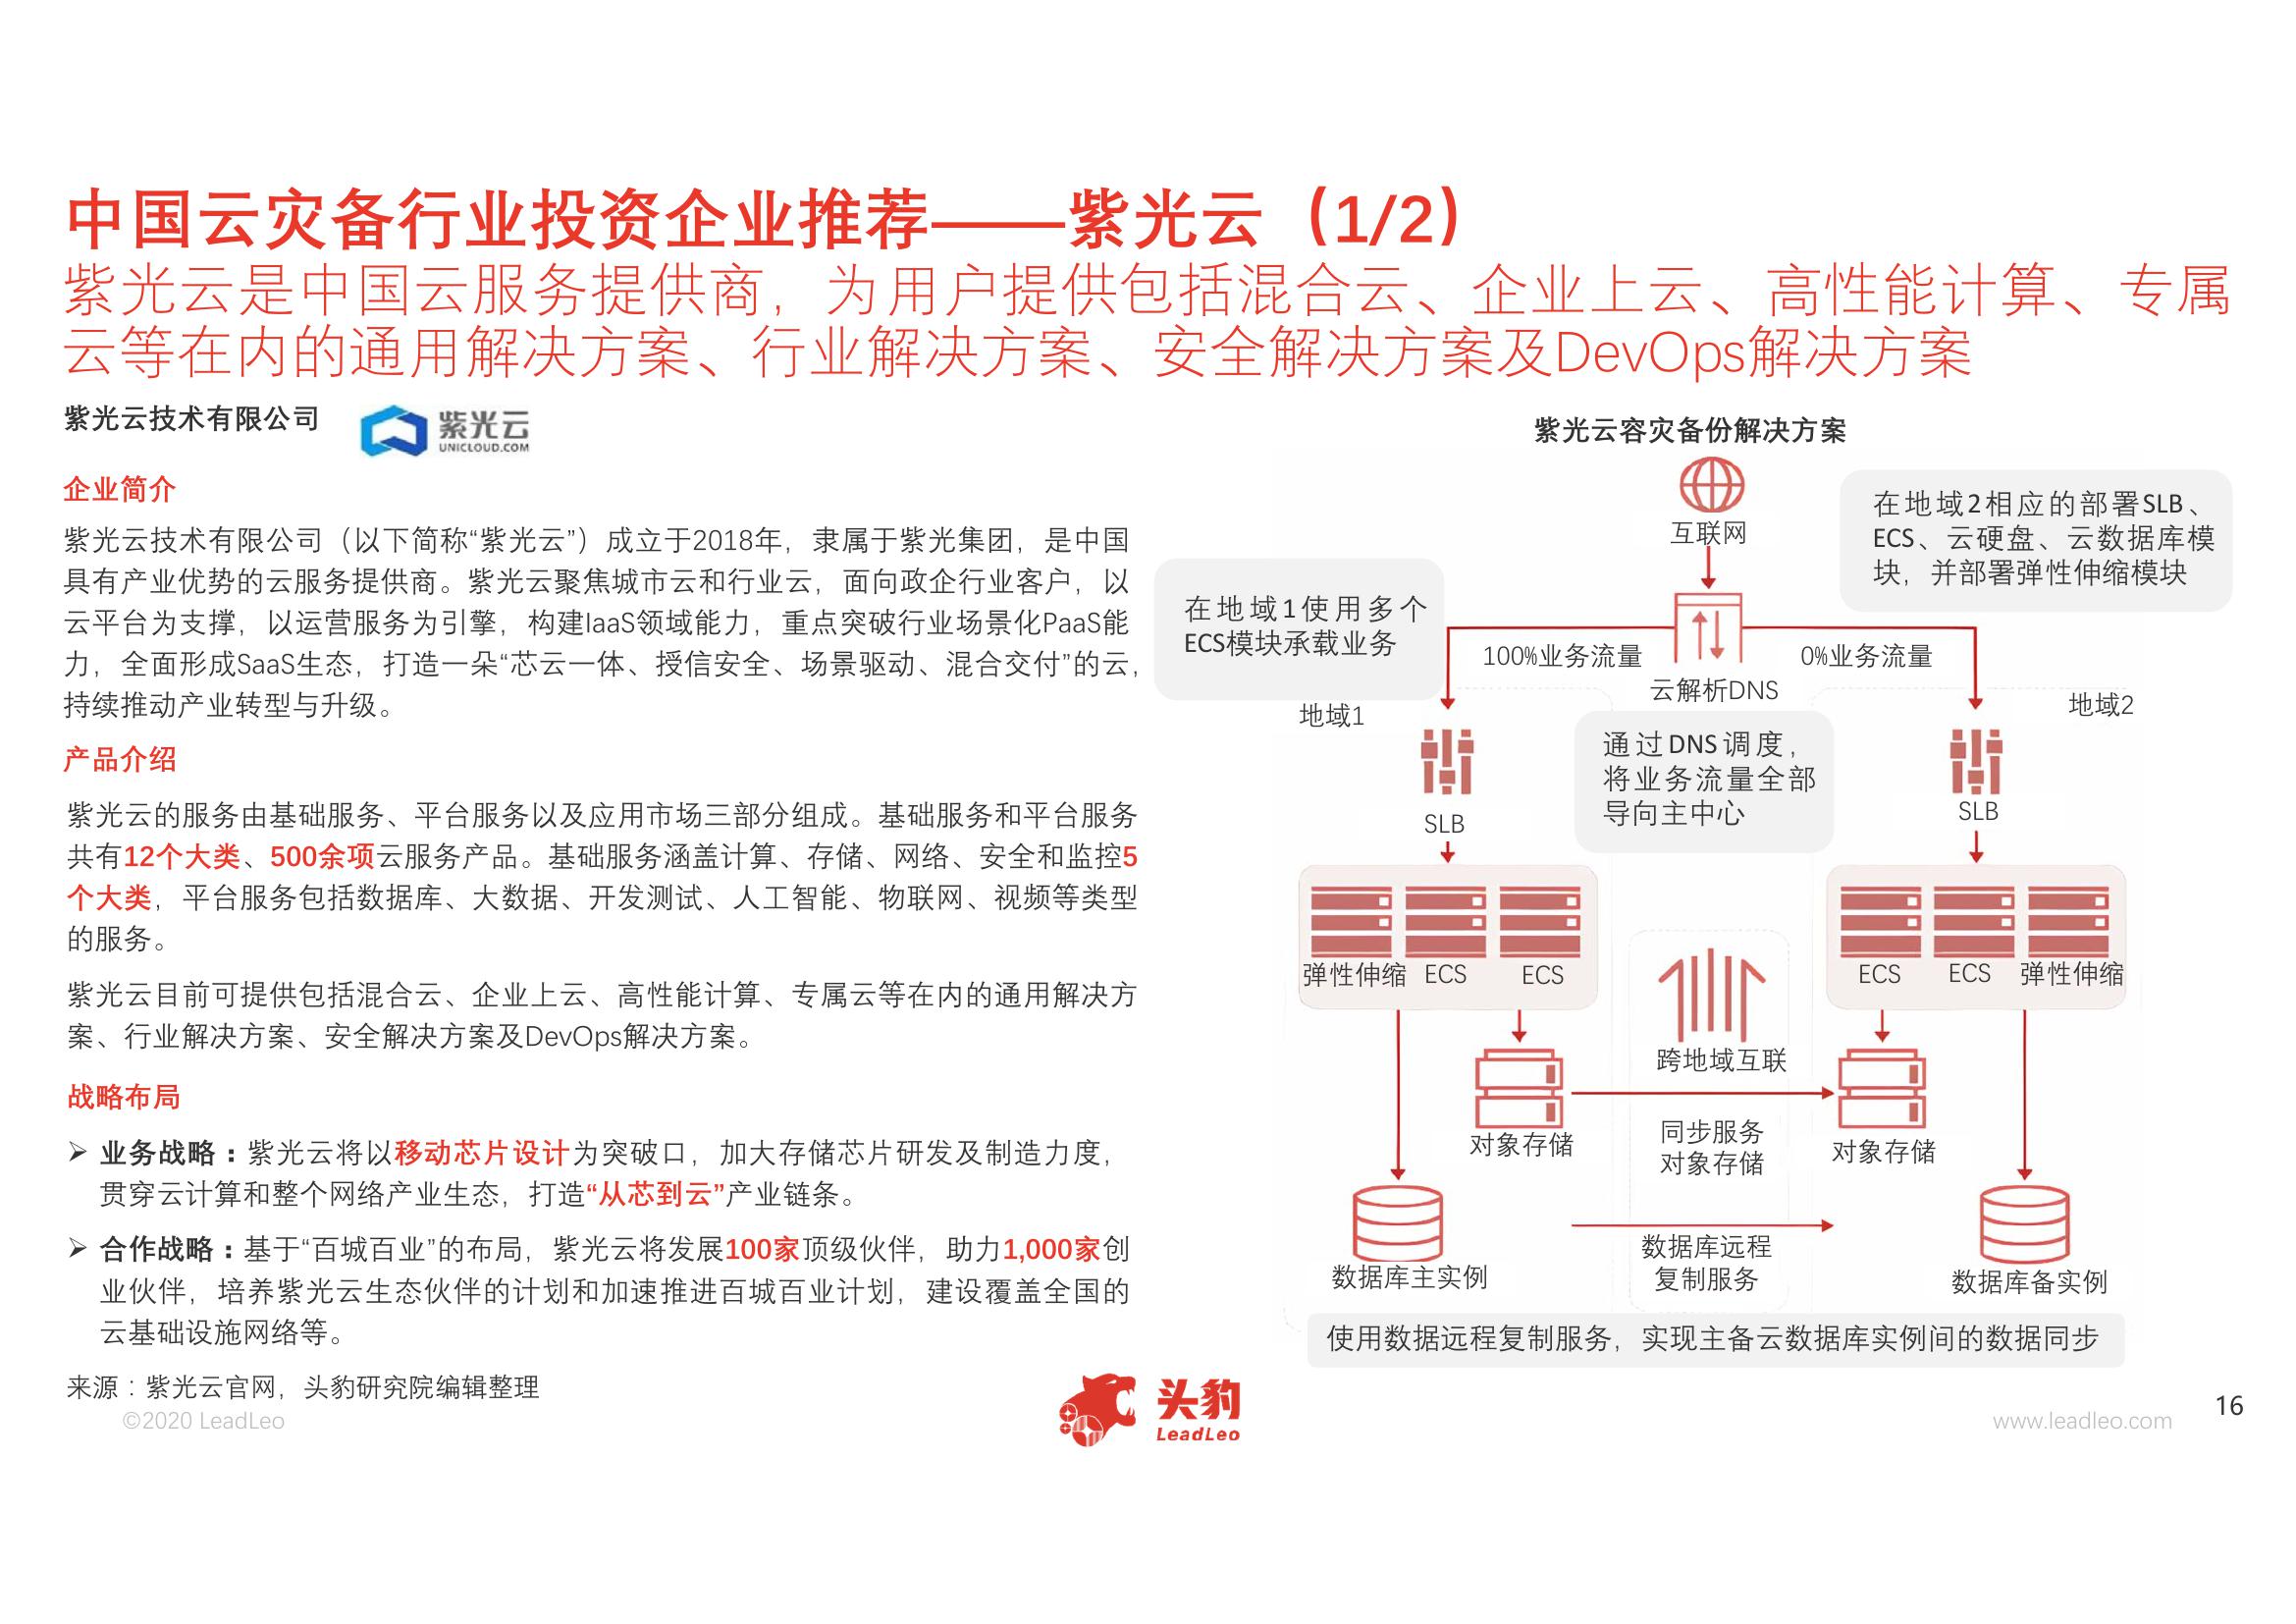 中国云灾备行业投资企业推荐——紫光云（1/2）
紫光云是中国云服务提供商，为用户提供包括混合云、企业上云、高性能计算、专属
云等在内的通用解决方案、行业解决方案、安全解决方案及DevOps解决方案
紫光云技术有限公司
紫光云
UNICLOUD.COM
企业简介
紫光云技术有限公司（以下简称“紫光云”）成立于2018年，隶属于紫光集团，是中国
具有产业优势的云服务提供商。紫光云聚焦城市云和行业云，面向政企行业客户，以
云平台为支撑，以运营服务为引擎，构建IaaS领域能力，重点突破行业场景化PaaS能
力，全面形成SaaS生态，打造一朵“芯云一体、授信安全、场景驱动、混合交付”的云，
持续推动产业转型与升级。
产品介绍
紫光云的服务由基础服务、平台服务以及应用市场三部分组成。基础服务和平台服务
共有12个大类、500余项云服务产品。基础服务涵盖计算、存储、网络、安全和监控5
个大类，平台服务包括数据库、大数据、开发测试、人工智能、物联网、视频等类型
的服务。
紫光云目前可提供包括混合云、企业上云、高性能计算、专属云等在内的通用解决方
案、行业解决方案、安全解决方案及DevOps解决方案。
战略布局
➢ 业务战略：紫光云将以移动芯片设计为突破口，加大存储芯片研发及制造力度，
贯穿云计算和整个网络产业生态，打造“从芯到云”产业链条。
➢ 合作战略：基于“百城百业”的布局，紫光云将发展100家顶级伙伴，助力1,000家创
业伙伴，培养紫光云生态伙伴的计划和加速推进百城百业计划，建设覆盖全国的
云基础设施网络等。
来源：紫光云官网，头豹研究院编辑整理
©2020 LeadLeo
紫光云容灾备份解决方案
互联网
在地域2相应的部署SLB、
ECS、云硬盘、云数据库模
块，并部署弹性伸缩模块
在地域1使用多个
ECS模块承载业务
100%业务流量
0%业务流量
云解析DNS
地域1
地域2
通过DNS调度，
将业务流量全部
导向主中心
SLB
SLB
弹性伸缩 ECS ECS
ECS ECS 弹性伸缩
跨地域互联
对象存储
同步服务
对象存储
对象存储
数据库远程
复制服务
数据库主实例
数据库备实例
使用数据远程复制服务，实现主备云数据库实例间的数据同步
头豹
LeadLeo
www.leadleo.com
16